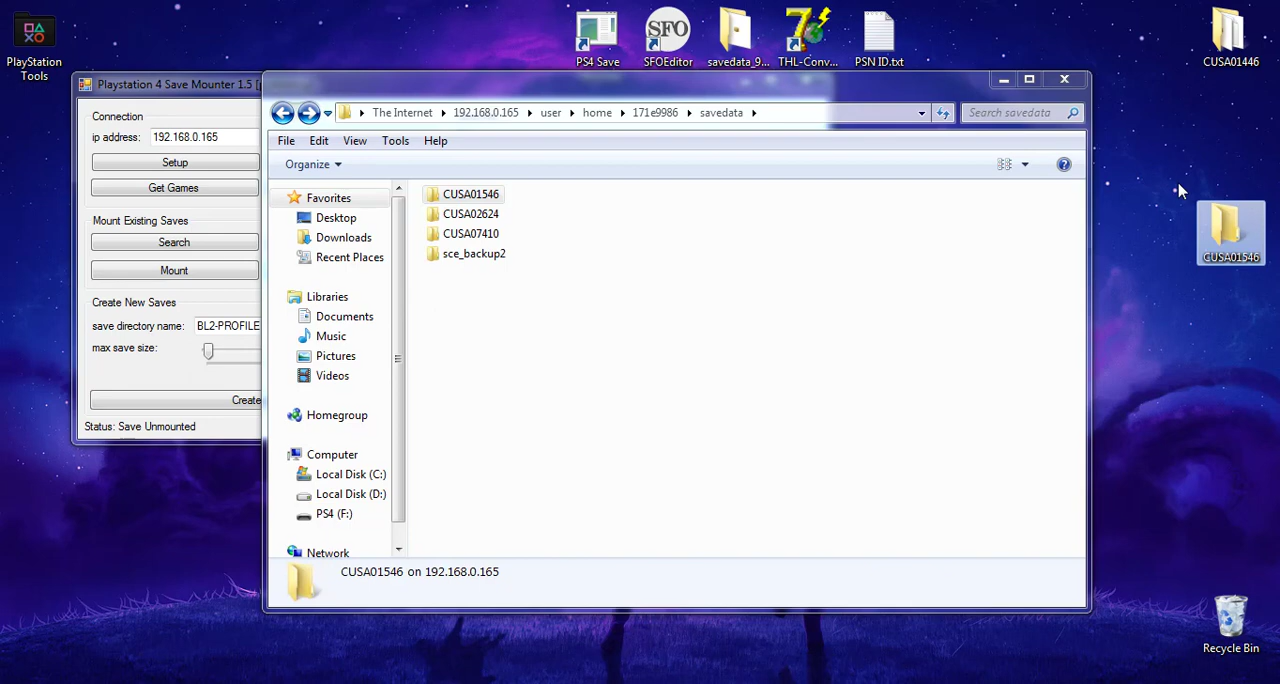 PlayStation
Tools
PS4 Save
SFO
SFOEditor
savedata_9...
THL-Conv...
PSN ID.txt
CUSA01446
CUSA01546
Recycle Bin
Playstation 4 Save Mounter 1.5 [
Connection
ip address: 192.168.0.165
Setup
Get Games
Mount Existing Saves
Search
Mount
Create New Saves
save directory name: BL2-PROFILE
max save size:
Create
Status: Save Unmounted
The Internet 192.168.0.165 user home 171e9986 savedata
Search savedata
File Edit View Tools Help
Organize
Favorites
Desktop
Downloads
Recent Places
Libraries
Documents
Music
Pictures
Videos
Homegroup
Computer
Local Disk (C:)
Local Disk (D:)
PS4 (F:)
Network
CUSA01546
CUSA02624
CUSA07410
sce_backup2
CUSA01546 on 192.168.0.165